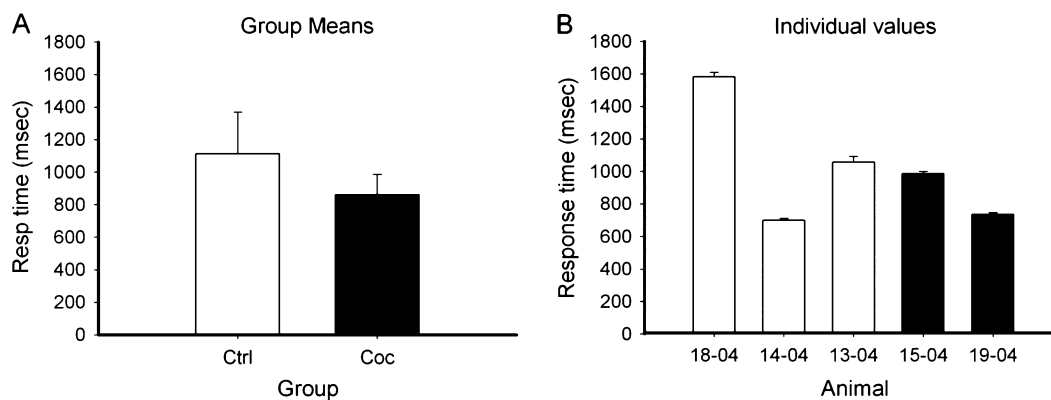 A
Group Means
Resp time (msec)
1800
1600
1400
1200
1000
800
600
400
200
0
Ctrl Coc
Group
B
Individual values
Response time (msec)
1800
1600
1400
1200
1000
800
600
400
200
0
18-04 14-04 13-04 15-04 19-04
Animal